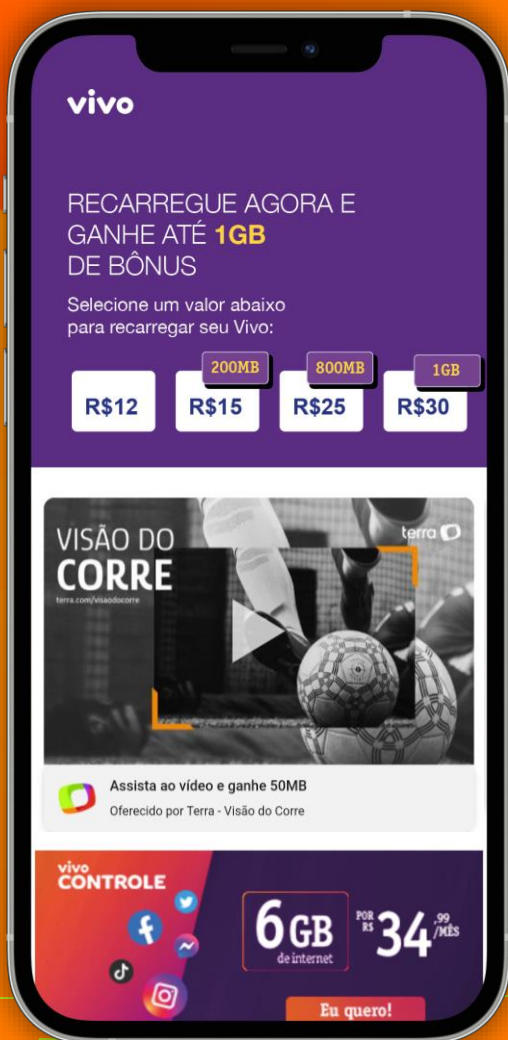 vivo
RECARREGUE AGORA E
GANHE ATÉ 1GB
DE BÔNUS
Selecione um valor abaixo
para recarregar seu Vivo:
200MB
800MB
1GB
R$12
R$15
R$25
R$30
VISÃO DO
CORRE
terra.com/visaodocorre
terra
Assista ao vídeo e ganhe 50MB
Oferecido por Terra - Visão do Corre
vivo
CONTROLE
6GB
de internet
POR
R$ 34,99
/MÊS
Eu quero!